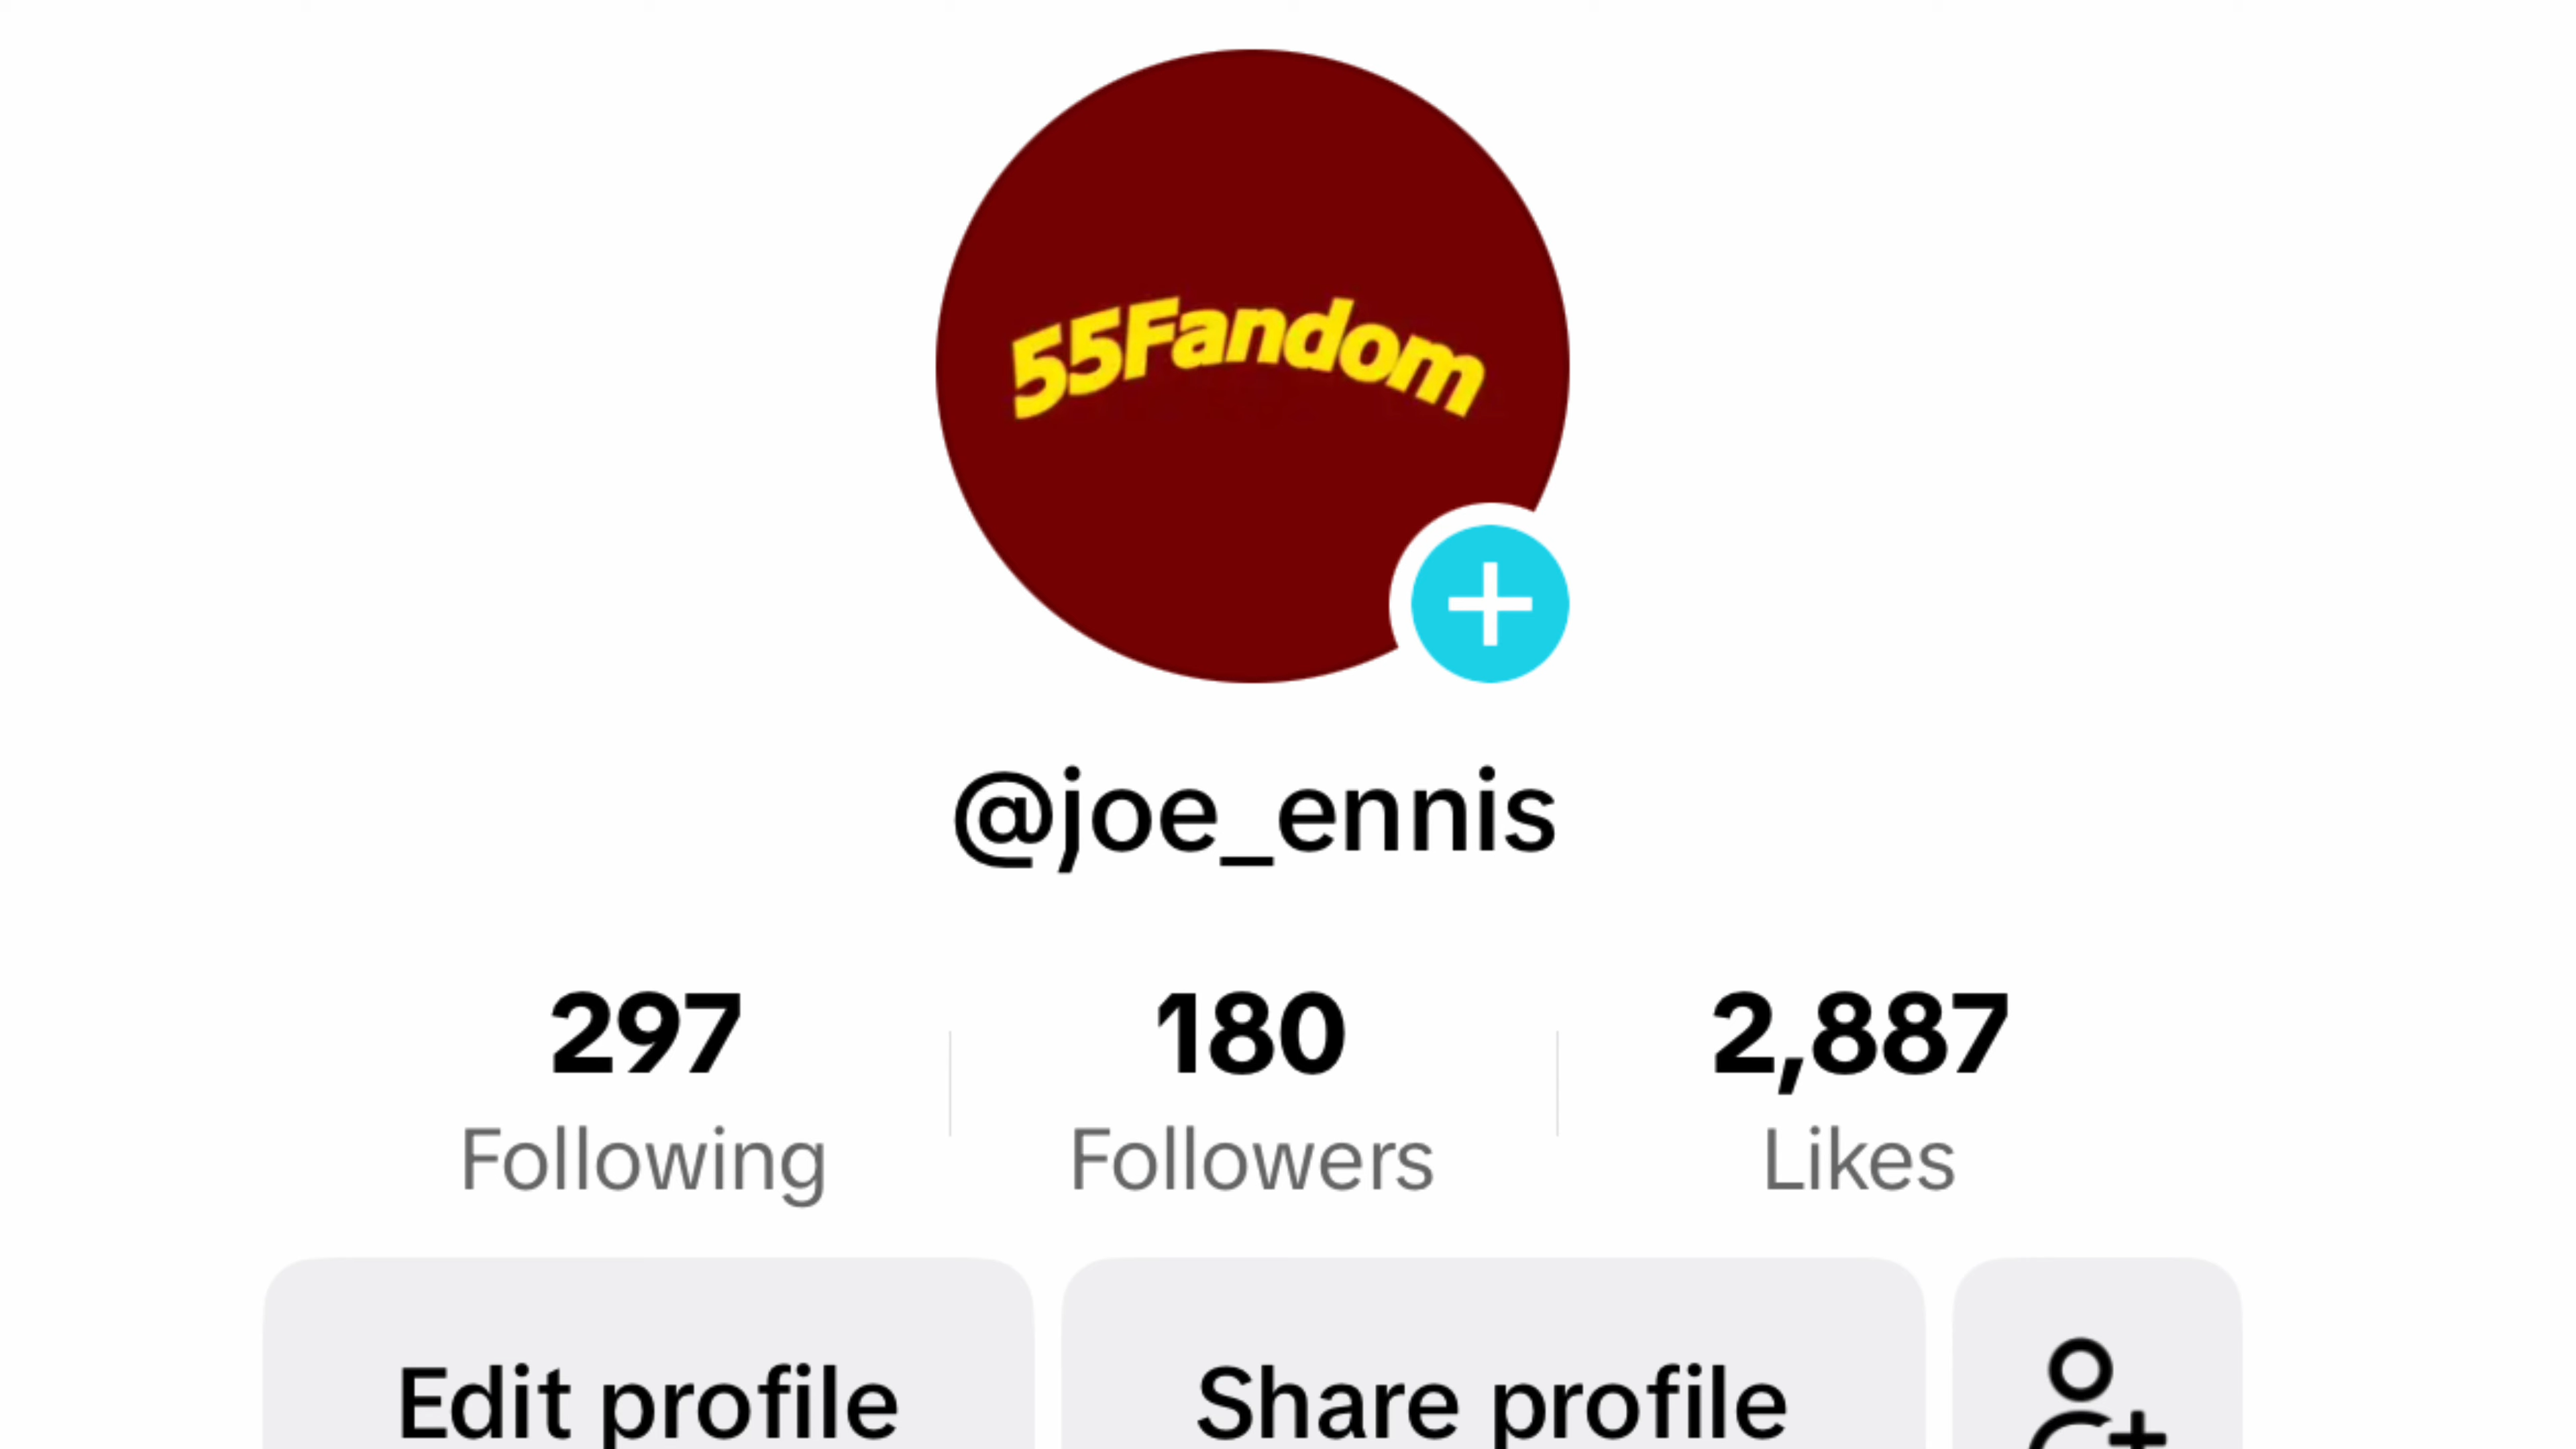 55Fandom
@joe_ennis
297 180 2,887
Following Followers Likes
Edit profile Share profile